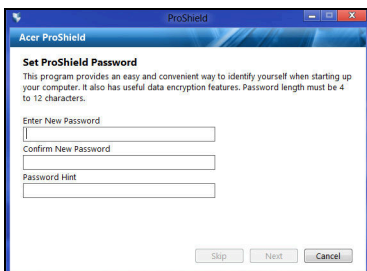 ProShield
Acer ProShield
Set ProShield Password
This program provides an easy and convenient way to identify yourself when starting up
your computer. It also has useful data encryption features. Password length must be 4
to 12 characters.
Enter New Password
Confirm New Password
Password Hint
Skip Next Cancel